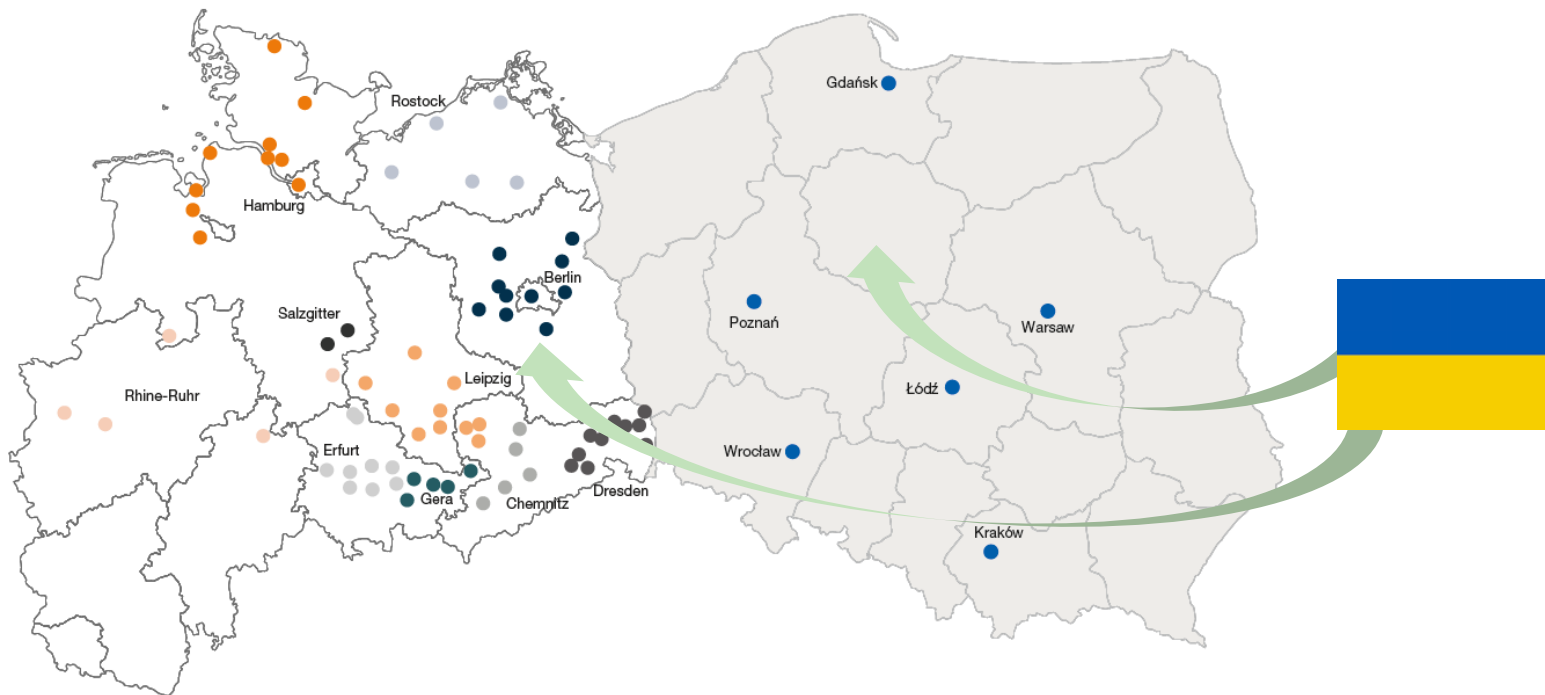 Rostock
Hamburg
Berlin
Salzgitter
Leipzig
Rhine-Ruhr
Erfurt
Gera
Chemnitz
Dresden
Gdańsk
Poznań
Warsaw
Łódź
Wrocław
Kraków